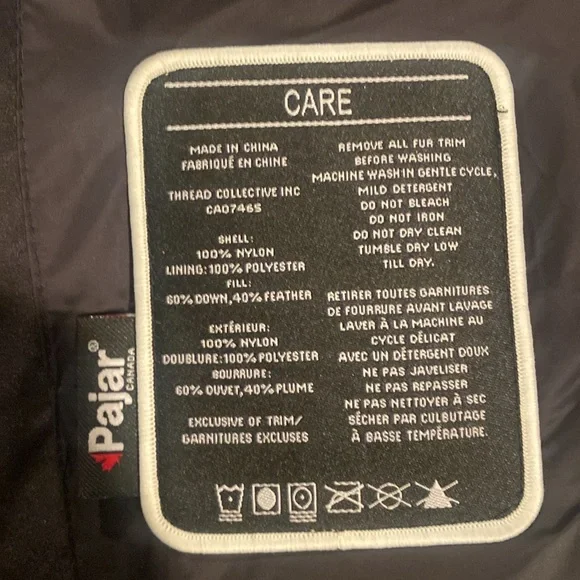 CARE
MADE IN CHINA
FABRIQUÉ EN CHINE
THREAD COLLECTIVE INC
CA07465
SHELL:
100% NYLON
LINING:100% POLYESTER
FILL:
60% DOWN,40% FEATHER
EXTÉRIEUR:
100% NYLON
DOUBLURE:100% POLYESTER
BOURRURE:
60% DUVET,40% PLUME
EXCLUSIVE OF TRIM/
GARNITURES EXCLUSES
REMOVE ALL FUR TRIM
BEFORE WASHING
MACHINE WASH IN GENTLE CYCLE,
MILD DETERGENT
DO NOT BLEACH
DO NOT IRON
DO NOT DRY CLEAN
TUMBLE DRY LOW
TILL DRY.
RETIRER TOUTES GARNITURES
DE FOURRURE AVANT LAVAGE
LAVER À LA MACHINE AU
CYCLE DÉLICAT
AVEC UN DÉTERGENT DOUX
NE PAS JAVELISER
NE PAS REPASSER
NE PAS NETTOYER À SEC
SÉCHER PAR CULBUTAGE
À BASSE TEMPÉRATURE.
Pajar®
CANADA